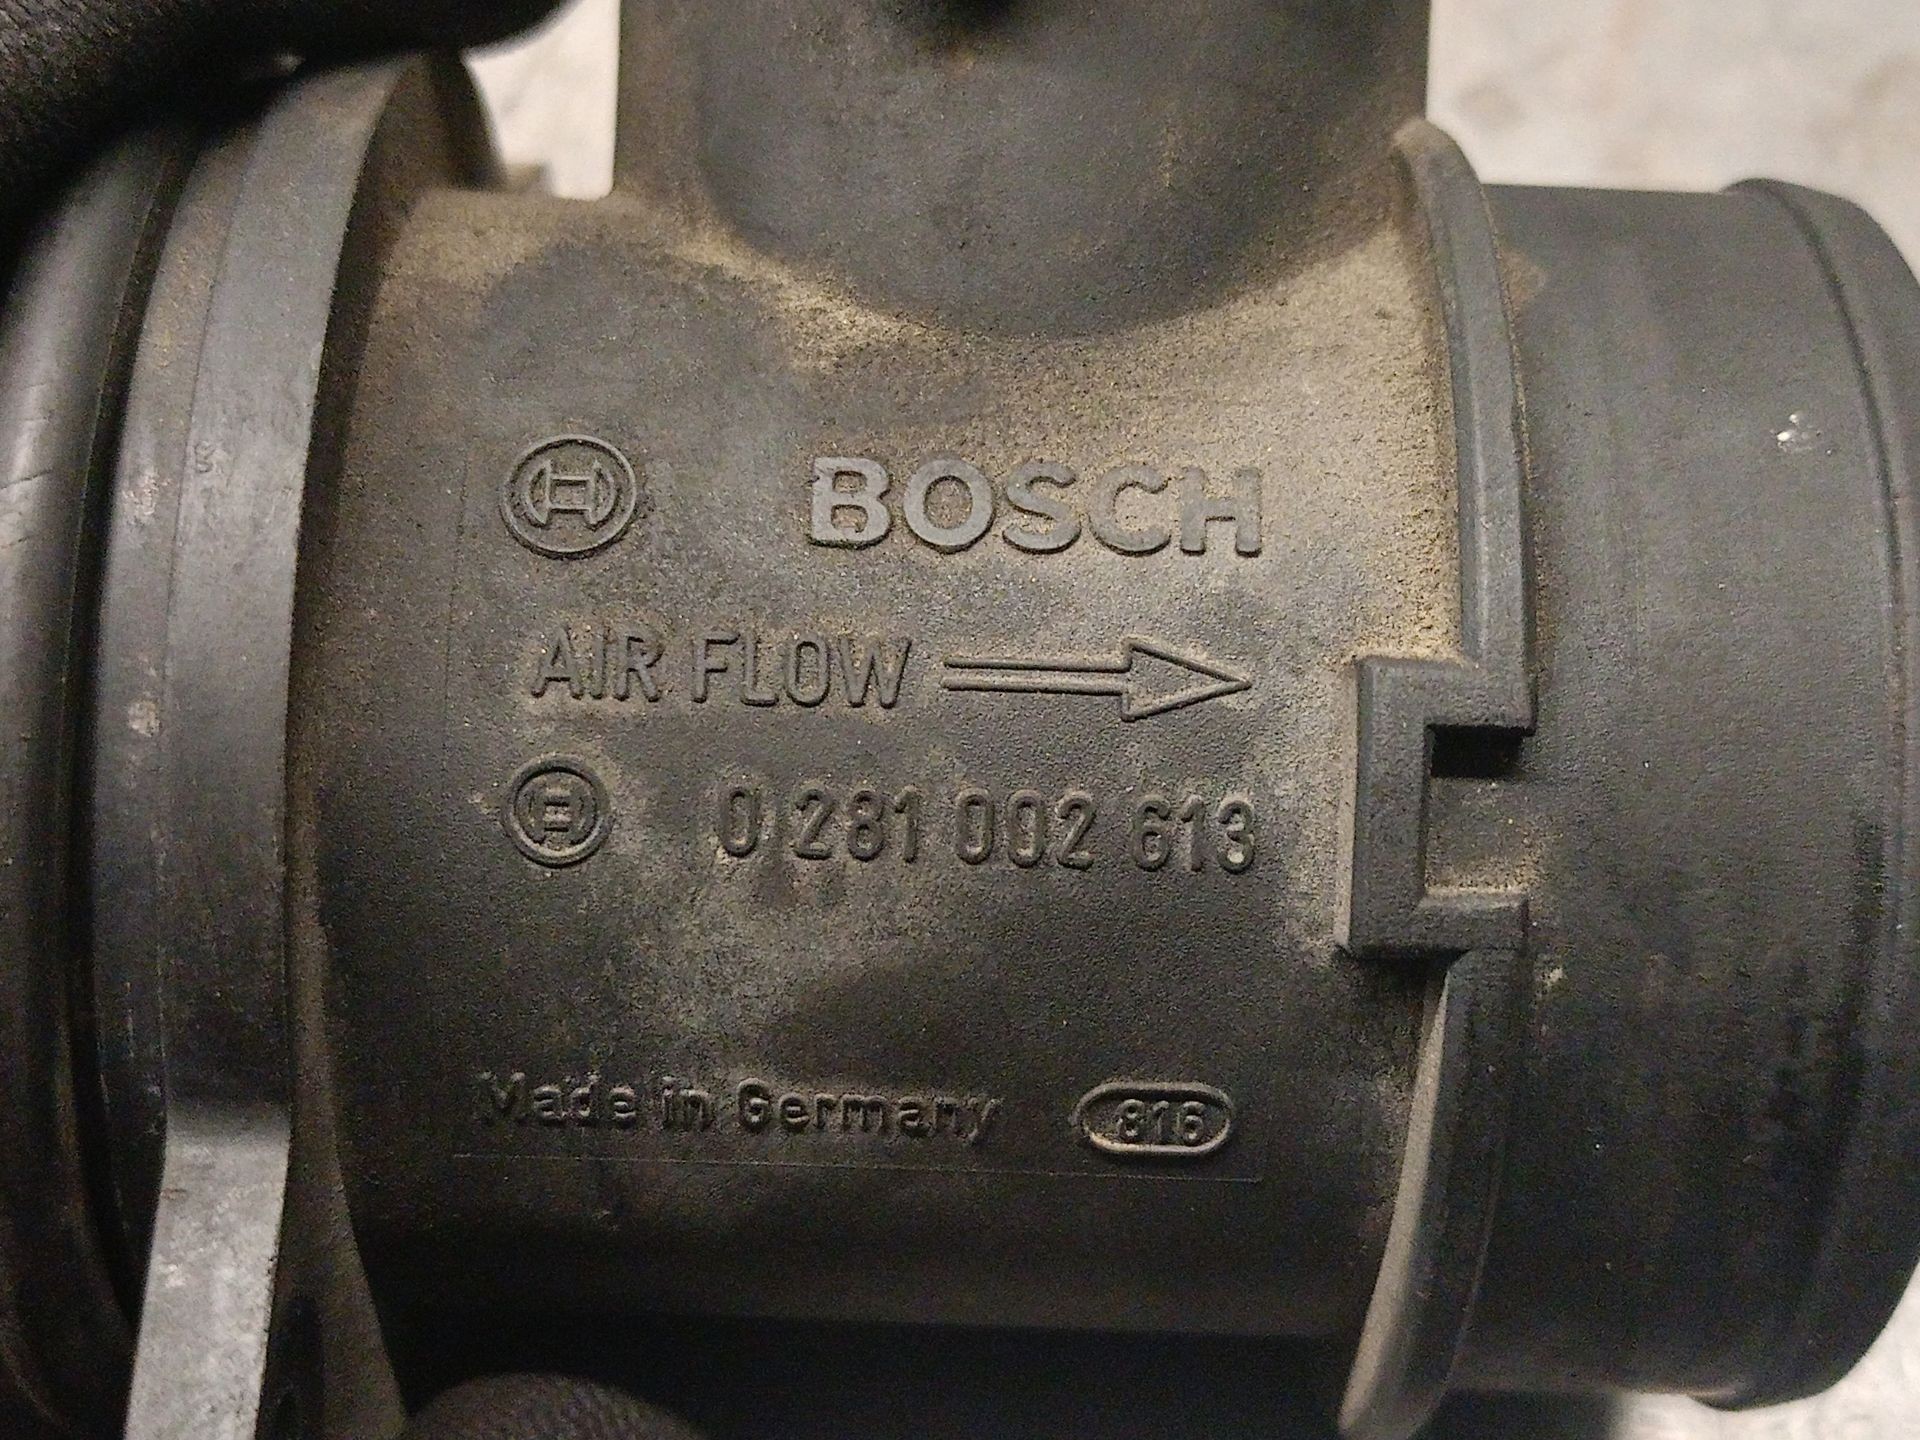 BOSCH
AIR FLOW
0 281 002 613
Made in Germany 816